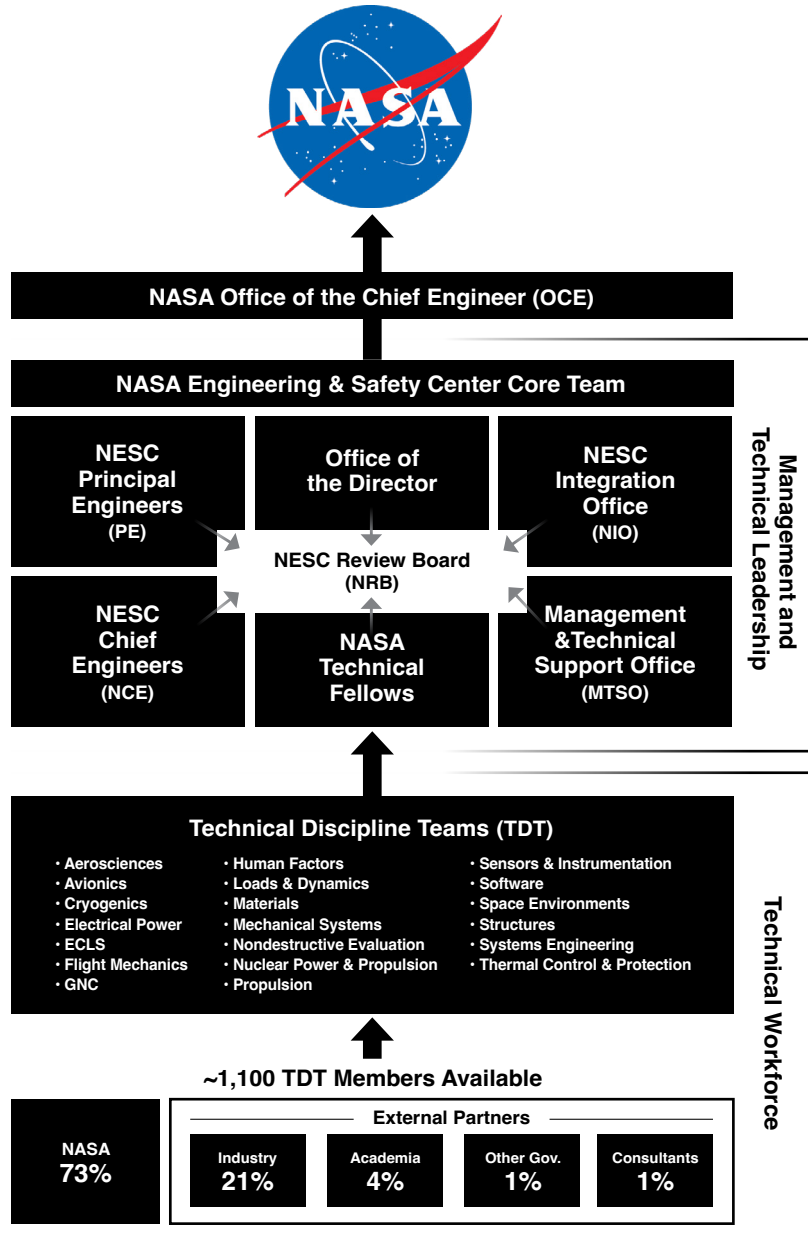 NASA
NASA Office of the Chief Engineer (OCE)
NASA Engineering & Safety Center Core Team
NESC
Principal
Engineers
(PE)
Office of
the Director
NESC
Integration
Office
(NIO)
NESC Review Board
(NRB)
NESC
Chief
Engineers
(NCE)
NASA
Technical
Fellows
Management
&Technical
Support Office
(MTSO)
Management and
Technical Leadership
Technical Discipline Teams (TDT)
· Aerosciences
· Avionics
· Cryogenics
· Electrical Power
· ECLS
· Flight Mechanics
· GNC
· Human Factors
· Loads & Dynamics
· Materials
· Mechanical Systems
· Nondestructive Evaluation
· Nuclear Power & Propulsion
· Propulsion
· Sensors & Instrumentation
· Software
· Space Environments
· Structures
· Systems Engineering
· Thermal Control & Protection
Technical Workforce
~1,100 TDT Members Available
NASA
73%
External Partners
Industry
21%
Academia
4%
Other Gov.
1%
Consultants
1%